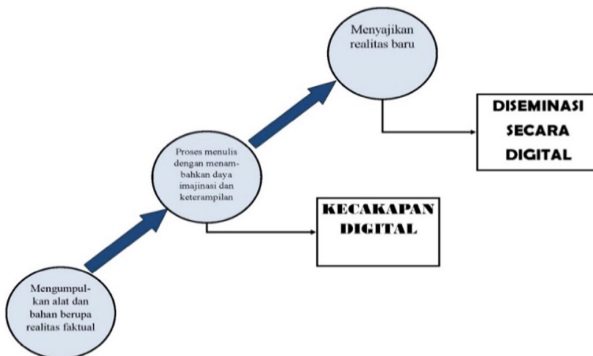 Menyajikan
realitas baru
DISEMINASI
SECARA
DIGITAL
Proses menulis
dengan menam-
bahkan daya
imajinasi dan
keterampilan
KECAKAPAN
DIGITAL
Mengumpul-
kan alat dan
bahan berupa
realitas faktual